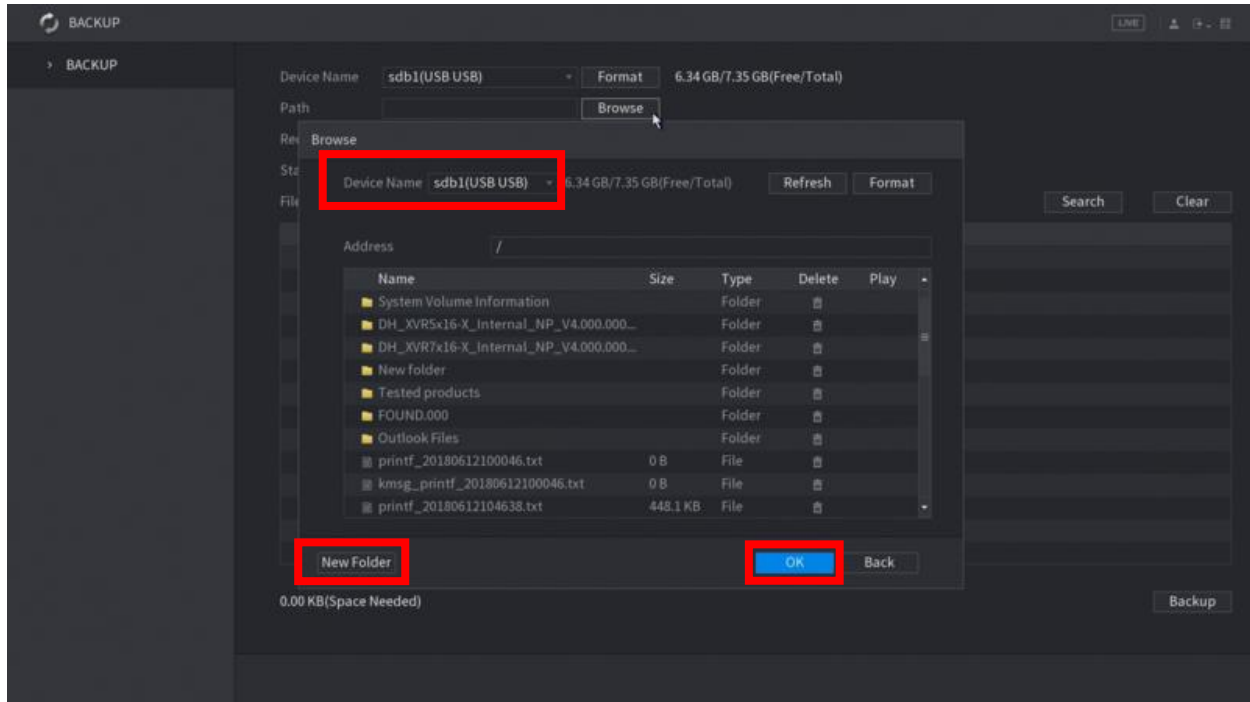 BACKUP
LIVE
BACKUP
Device Name sdb1(USB USB) Format 6.34 GB/7.35 GB(Free/Total)
Path Browse
Browse
Device Name sdb1(USB USB) 6.34 GB/7.35 GB(Free/Total) Refresh Format
Search Clear
Address /
Name Size Type Delete Play
System Volume Information Folder
DH_XVR5x16-X_Internal_NP_V4.000.000... Folder
DH_XVR7x16-X_Internal_NP_V4.000.000... Folder
New folder Folder
Tested products Folder
FOUND.000 Folder
Outlook Files Folder
printf_20180612100046.txt 0 B File
kmsg_printf_20180612100046.txt 0 B File
printf_20180612104638.txt 448.1 KB File
New Folder OK Back
0.00 KB(Space Needed) Backup